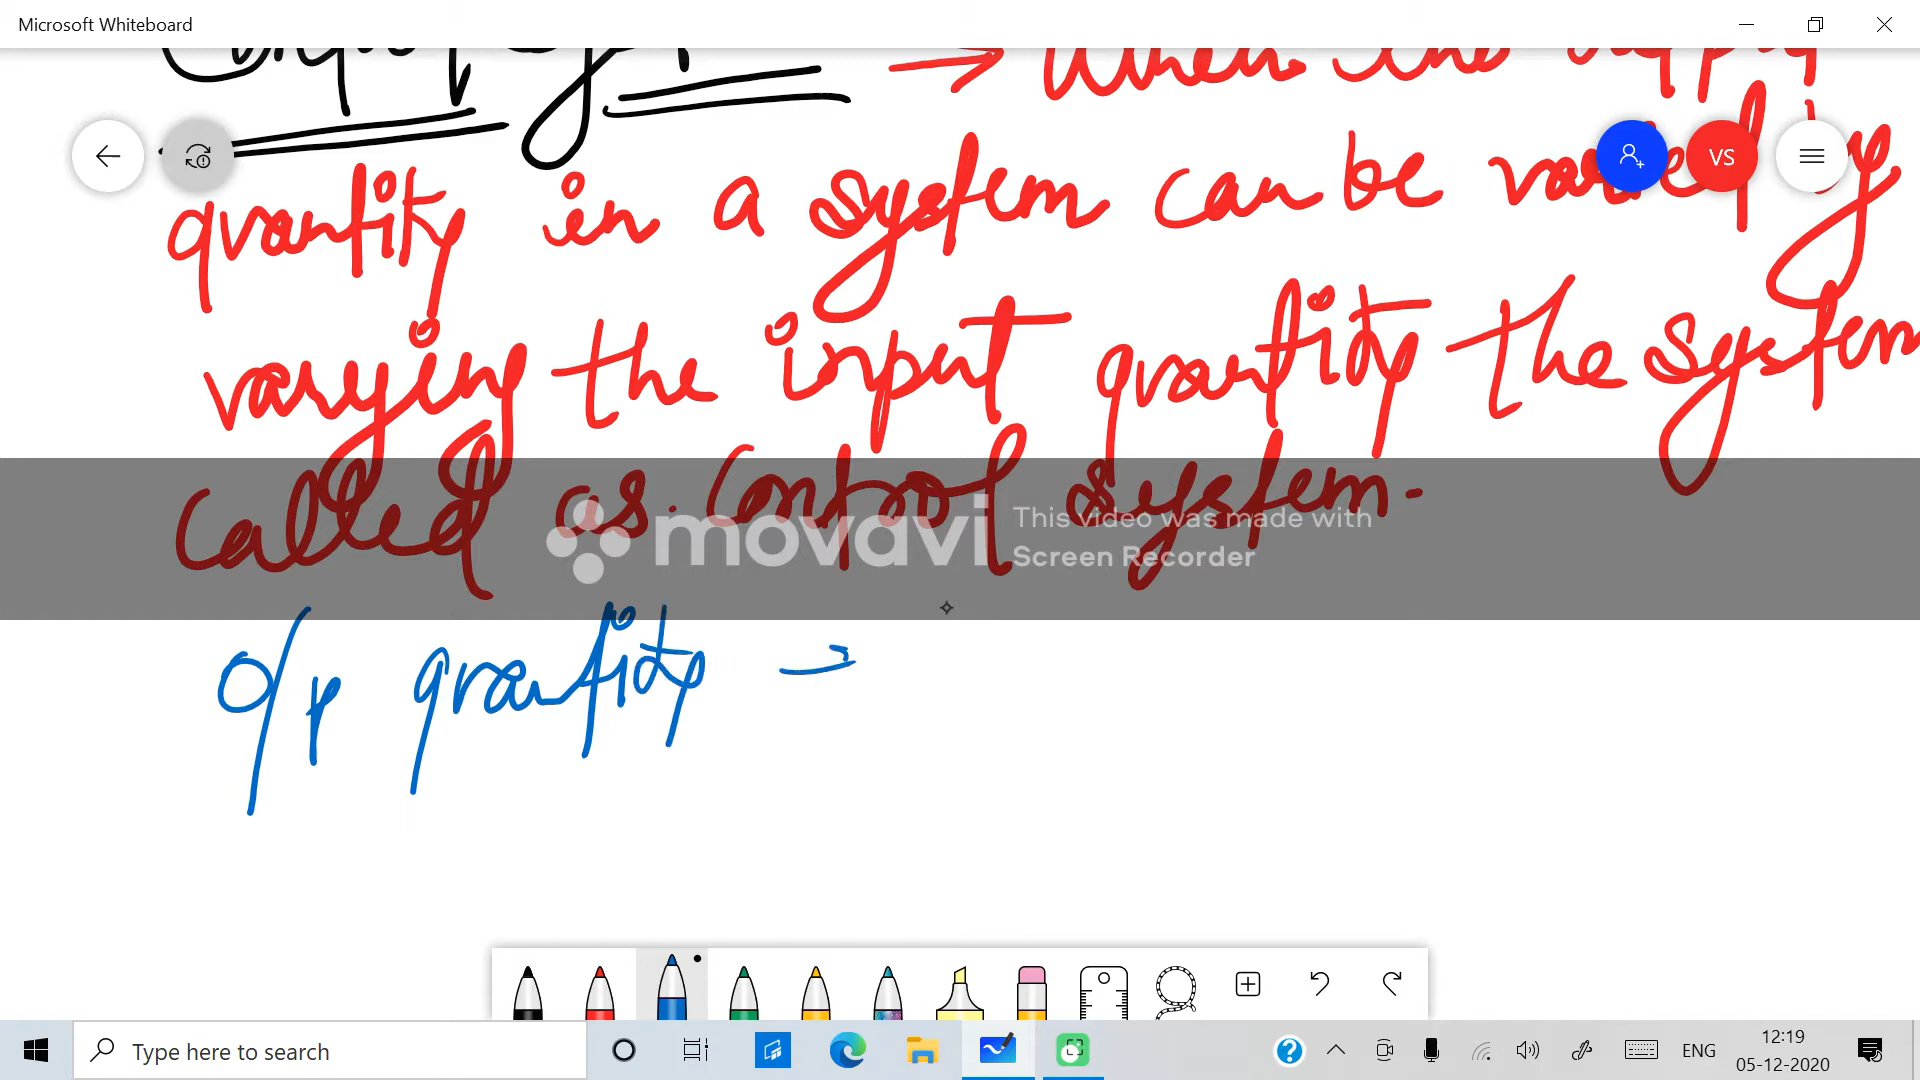 Microsoft Whiteboard
→ When the
quantity in a system can be varied by
VS
varying the input quantity the system
called as control system.
movavi
This video was made with
Screen Recorder
o/p quantity →
Type here to search
ENG
12:19
05-12-2020